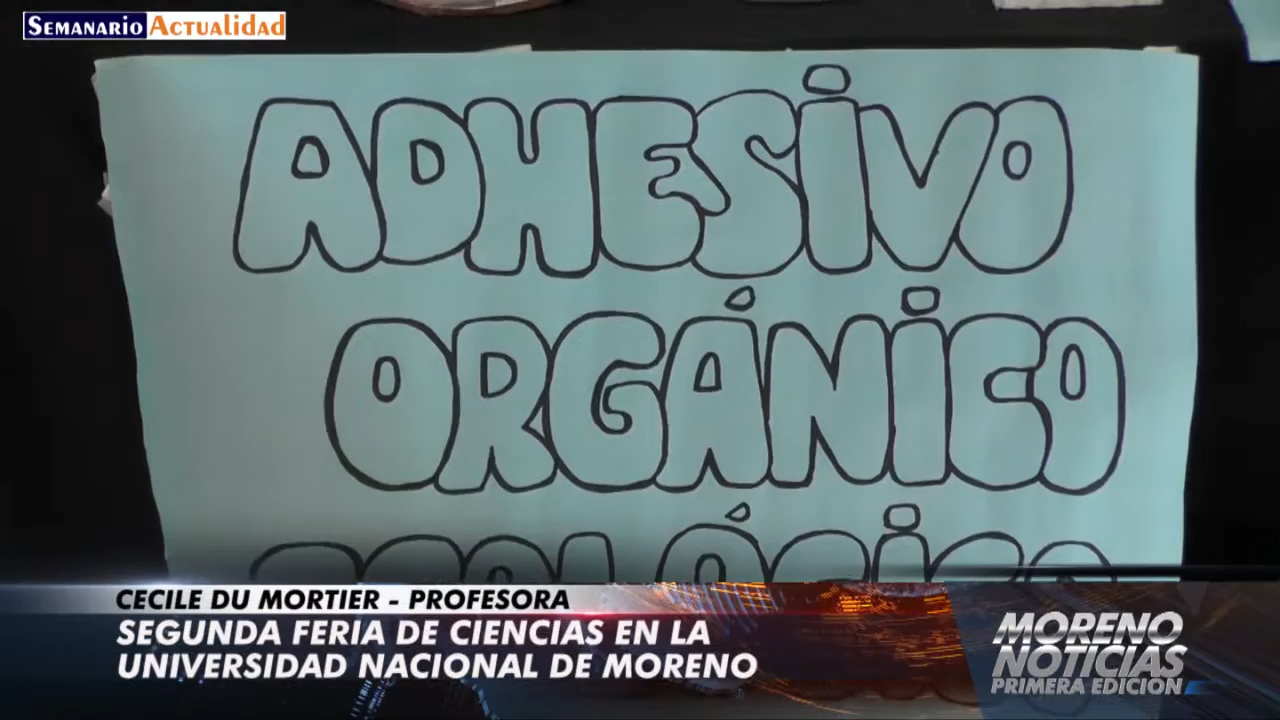 SEMANARIO ACTUALIDAD
ADHESIVO
ORGÁNICO
CECILE DU MORTIER - PROFESORA
SEGUNDA FERIA DE CIENCIAS EN LA
UNIVERSIDAD NACIONAL DE MORENO
MORENO
NOTICIAS
PRIMERA EDICION